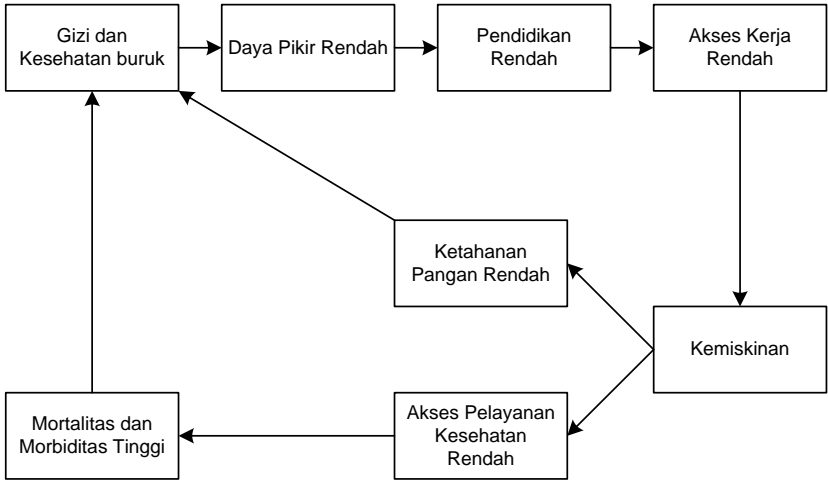 Gizi dan
Kesehatan buruk
Daya Pikir Rendah
Pendidikan
Rendah
Akses Kerja
Rendah
Ketahanan
Pangan Rendah
Kemiskinan
Mortalitas dan
Morbiditas Tinggi
Akses Pelayanan
Kesehatan
Rendah